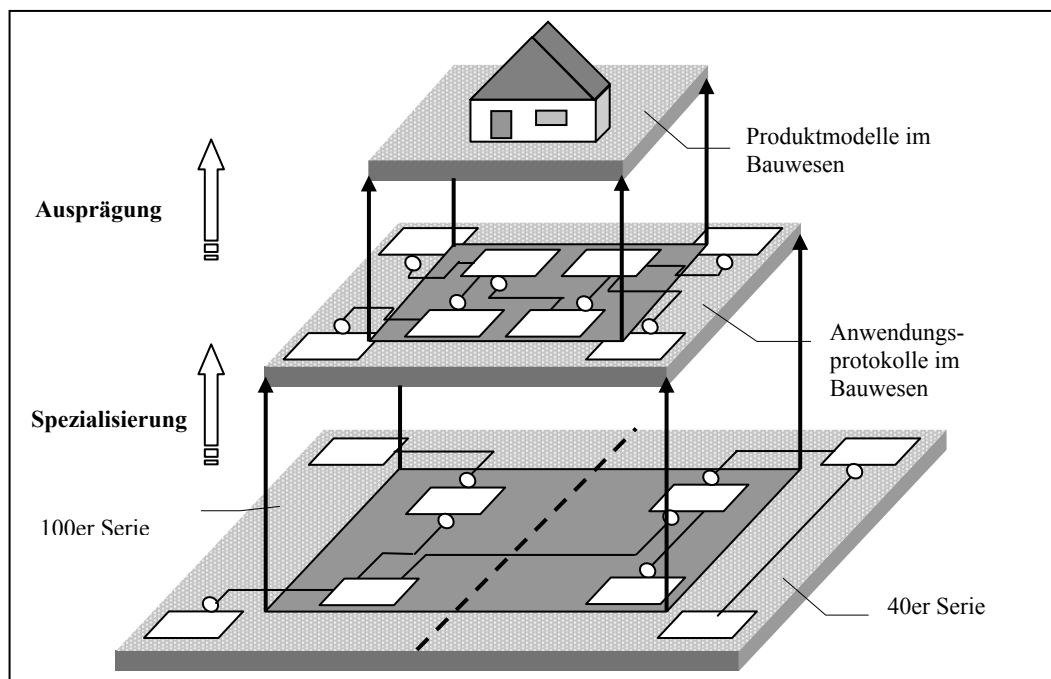 Produktmodelle im
Bauwesen
Ausprägung
Anwendungs-
protokolle im
Bauwesen
Spezialisierung
100er Serie
40er Serie